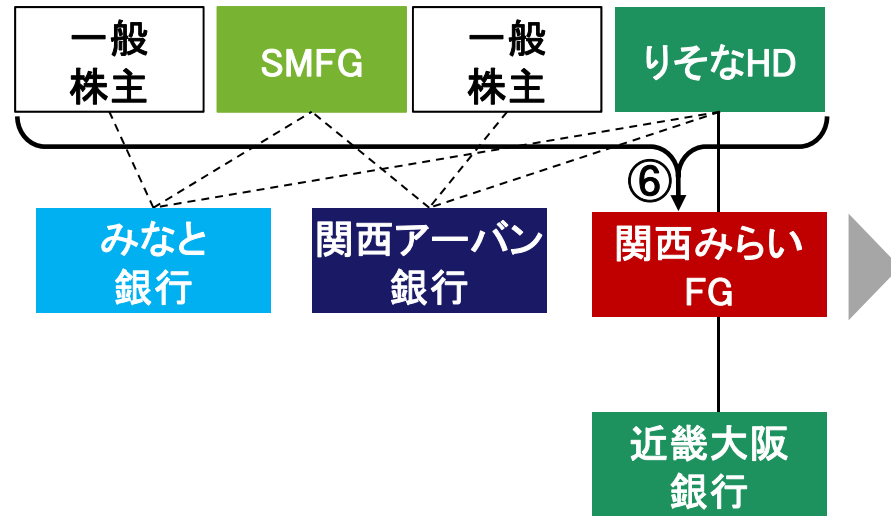 一般
株主
SMFG
一般
株主
りそなHD
⑥
みなと
銀行
関西アーバン
銀行
関西みらい
FG
近畿大阪
銀行